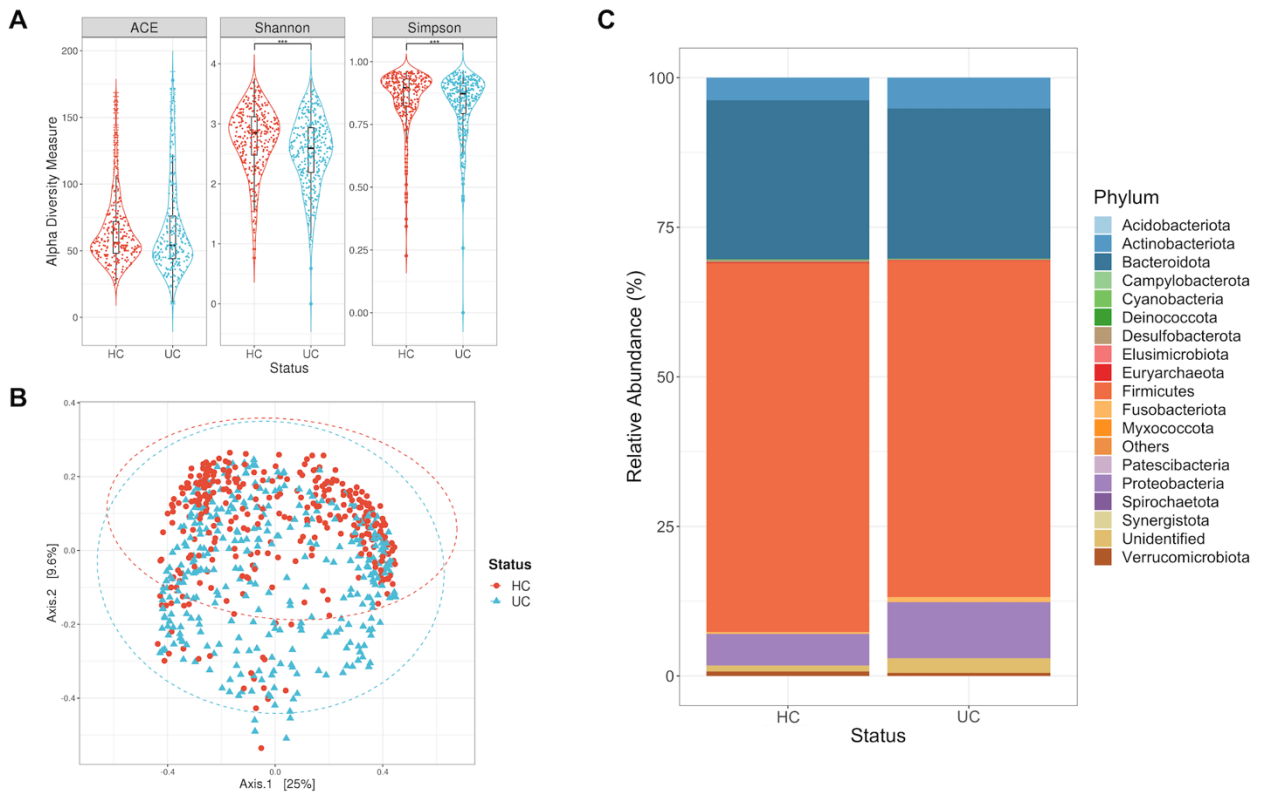 A
ACE
Shannon
Simpson
***
***
Alpha Diversity Measure
200
150
100
50
0
4
3
2
1
0
1.00
0.75
0.50
0.25
0.00
HC
UC
HC
UC
HC
UC
Status
B
0.4
0.2
0.0
-0.2
-0.4
Axis.2 [9.6%]
-0.4
0.0
0.4
Axis.1 [25%]
Status
HC
UC
C
Relative Abundance (%)
100
75
50
25
0
HC
UC
Status
Phylum
Acidobacteriota
Actinobacteriota
Bacteroidota
Campylobacterota
Cyanobacteria
Deinococcota
Desulfobacterota
Elusimicrobiota
Euryarchaeota
Firmicutes
Fusobacteriota
Myxococcota
Others
Patescibacteria
Proteobacteria
Spirochaetota
Synergistota
Unidentified
Verrucomicrobiota